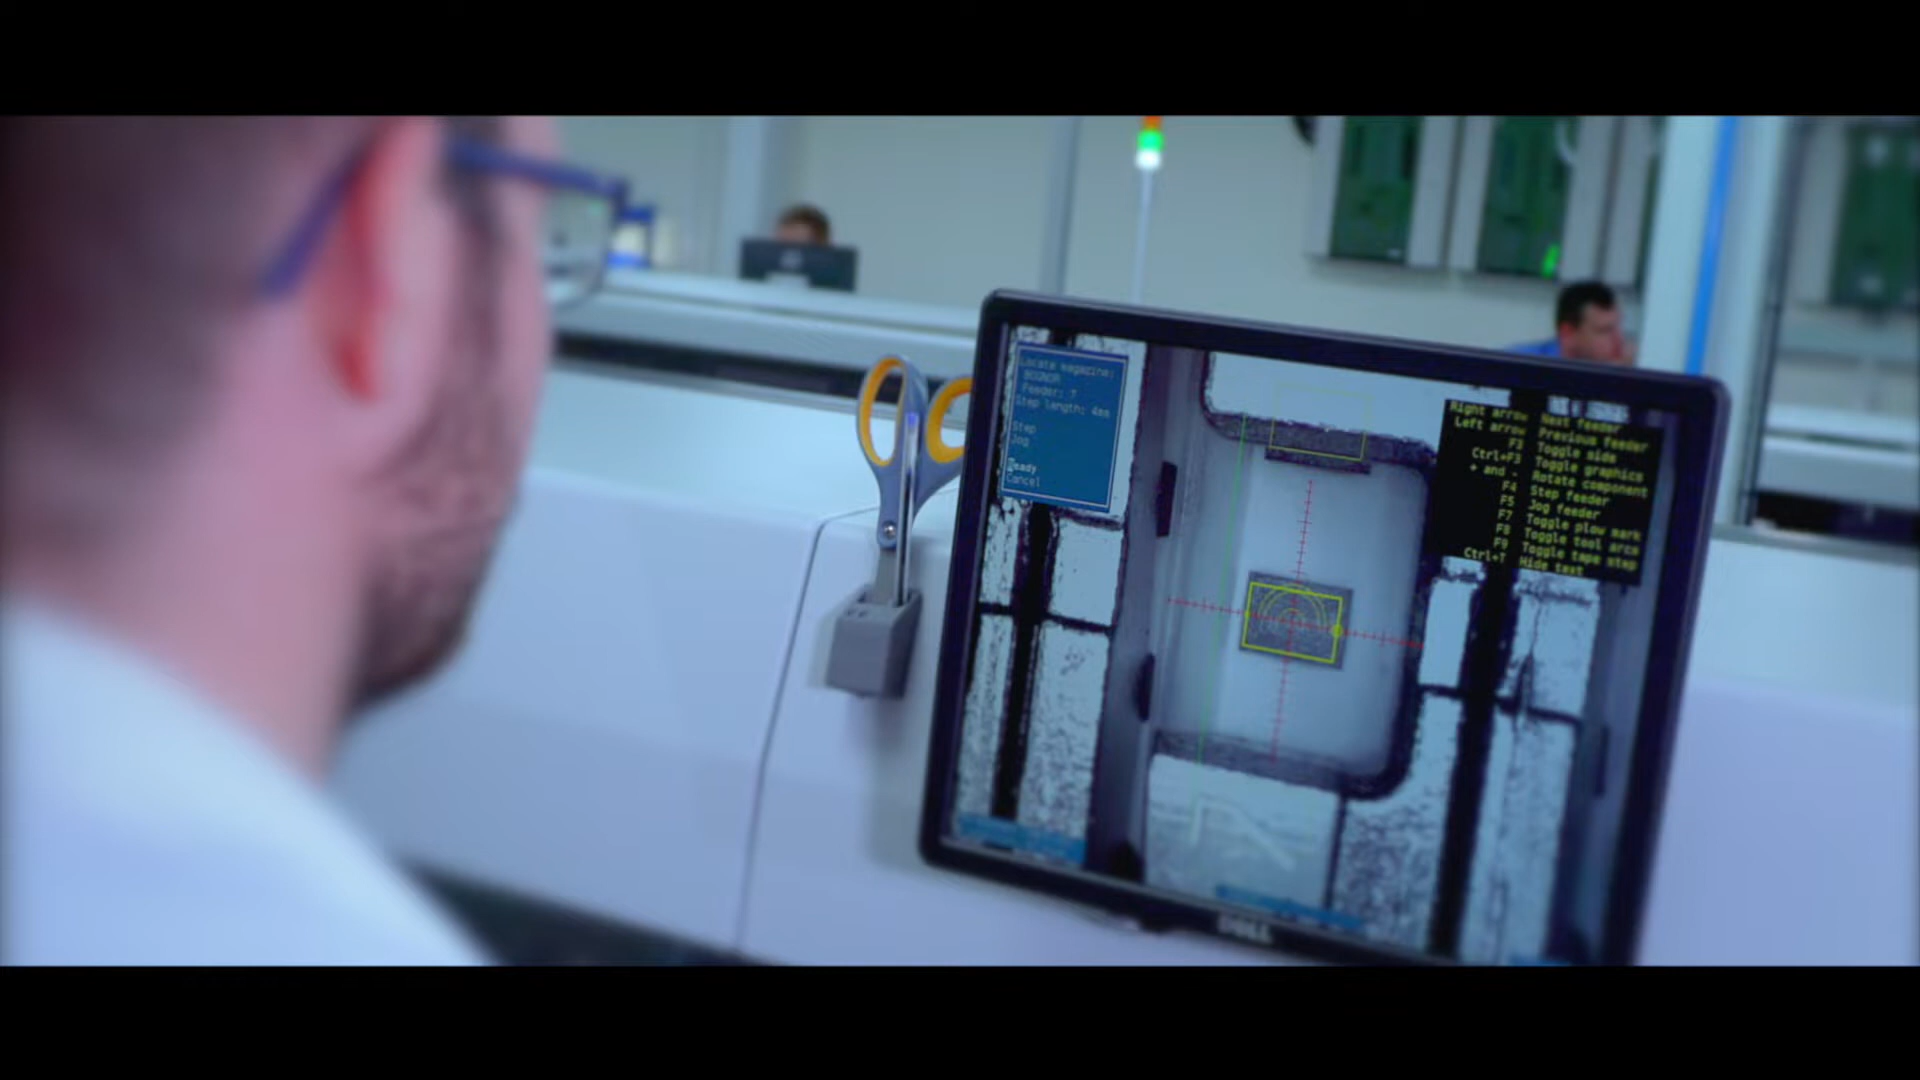 Locate magazine:
Feeder: 7
Step length: 4mm
Step
Jog
Ready
Cancel
Right arrow Next feeder
Left arrow Previous feeder
F3 Toggle side
Ctrl+F3 Toggle graphics
+ and - Rotate component
F4 Step feeder
F5 Jog feeder
F7 Toggle plow mark
F8 Toggle tool arcs
F9 Toggle tape step
Ctrl+T Hide text
DELL